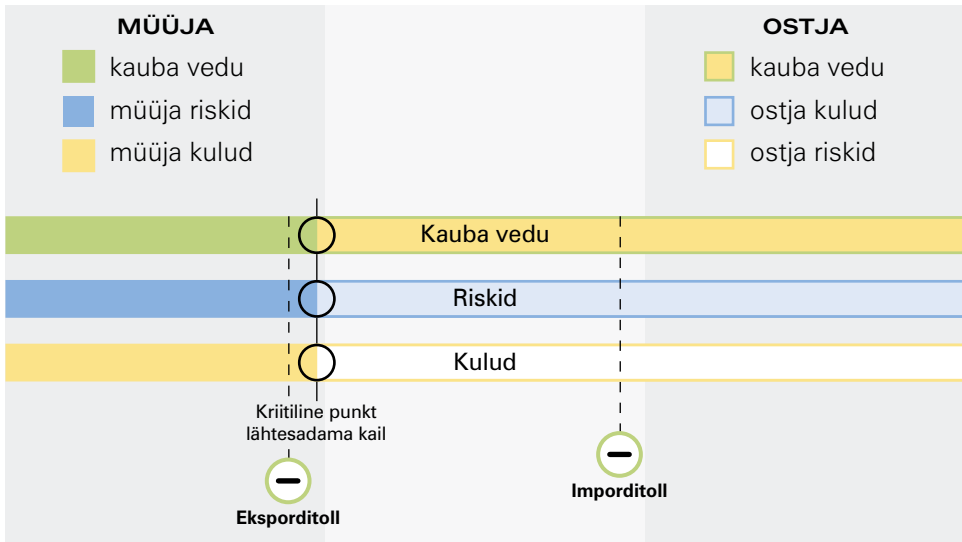 MÜÜJA
kauba vedu
müüja riskid
müüja kulud
OSTJA
kauba vedu
ostja kulud
ostja riskid
Kauba vedu
Riskid
Kulud
Kriitiline punkt
lähtesadama kail
Eksporditoll
Imporditoll